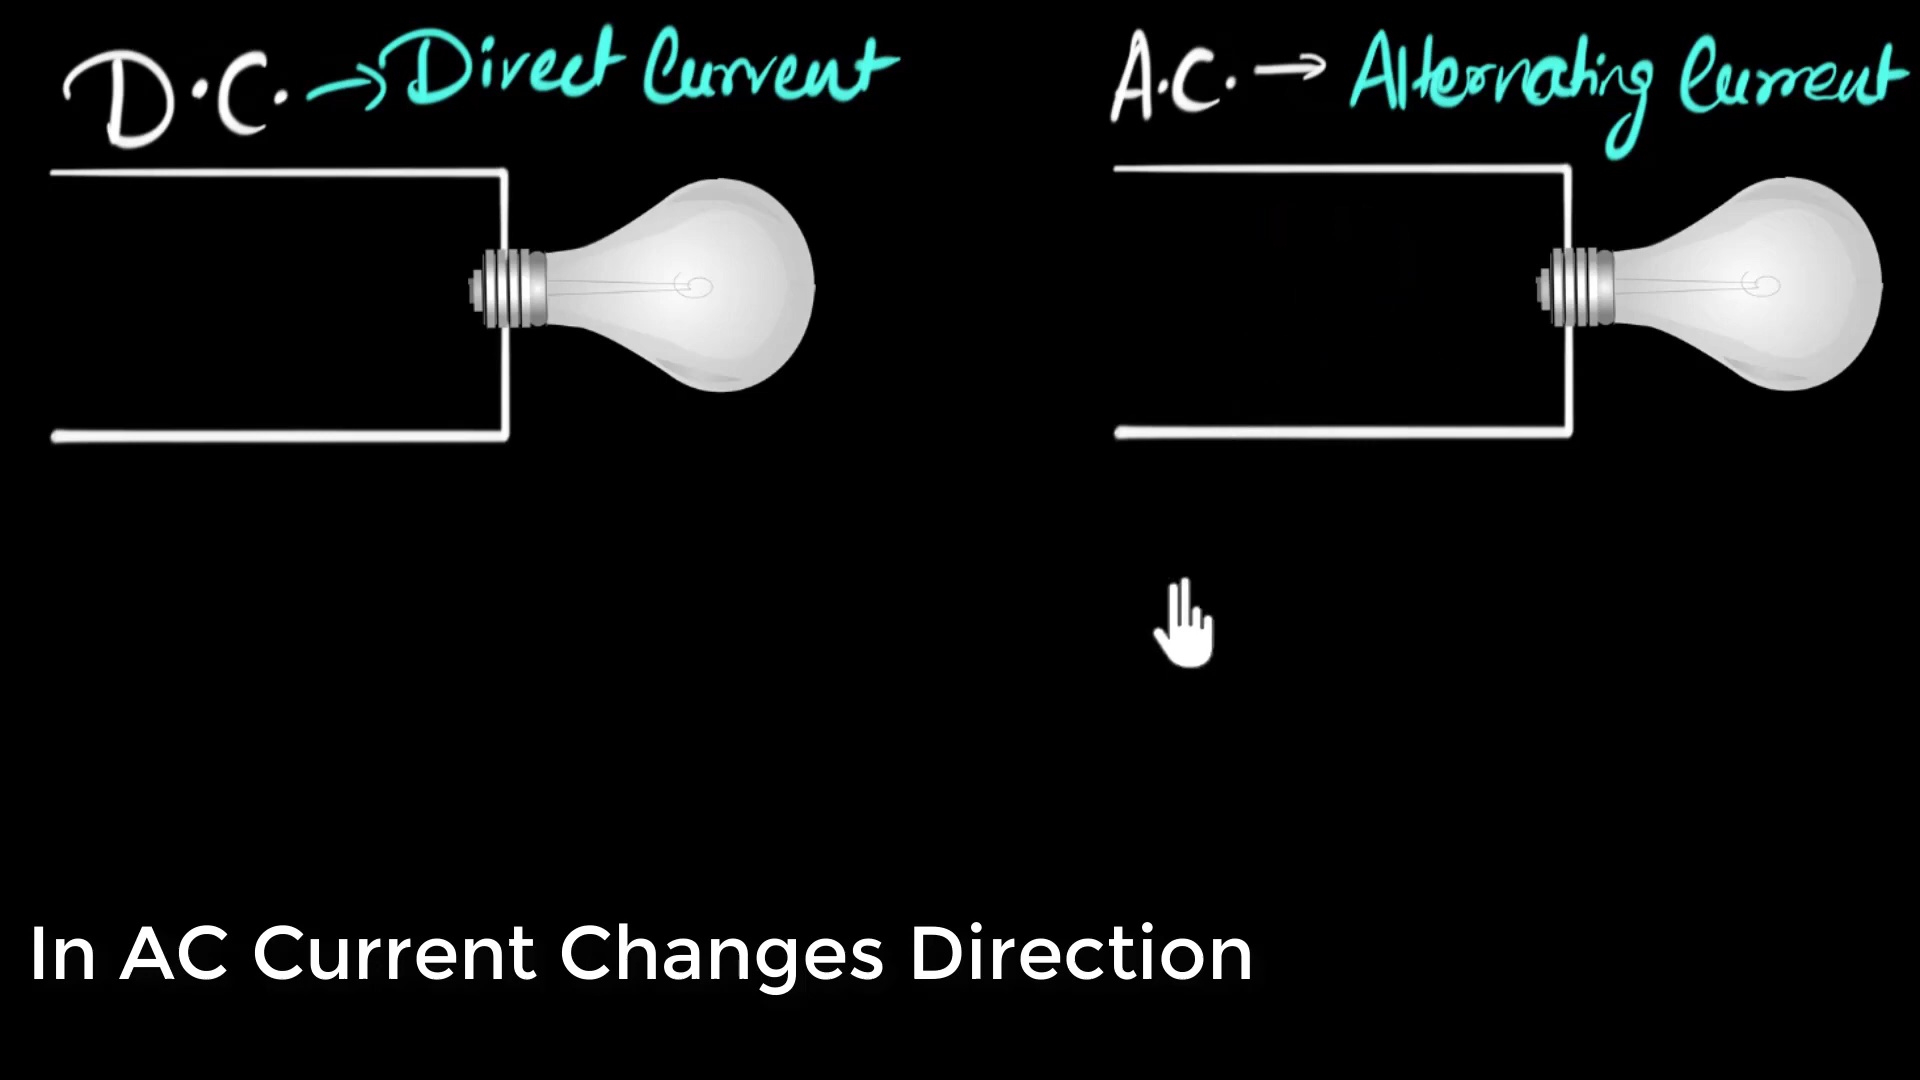 D.C. → Direct Current
A.C. → Alternating Current
In AC Current Changes Direction